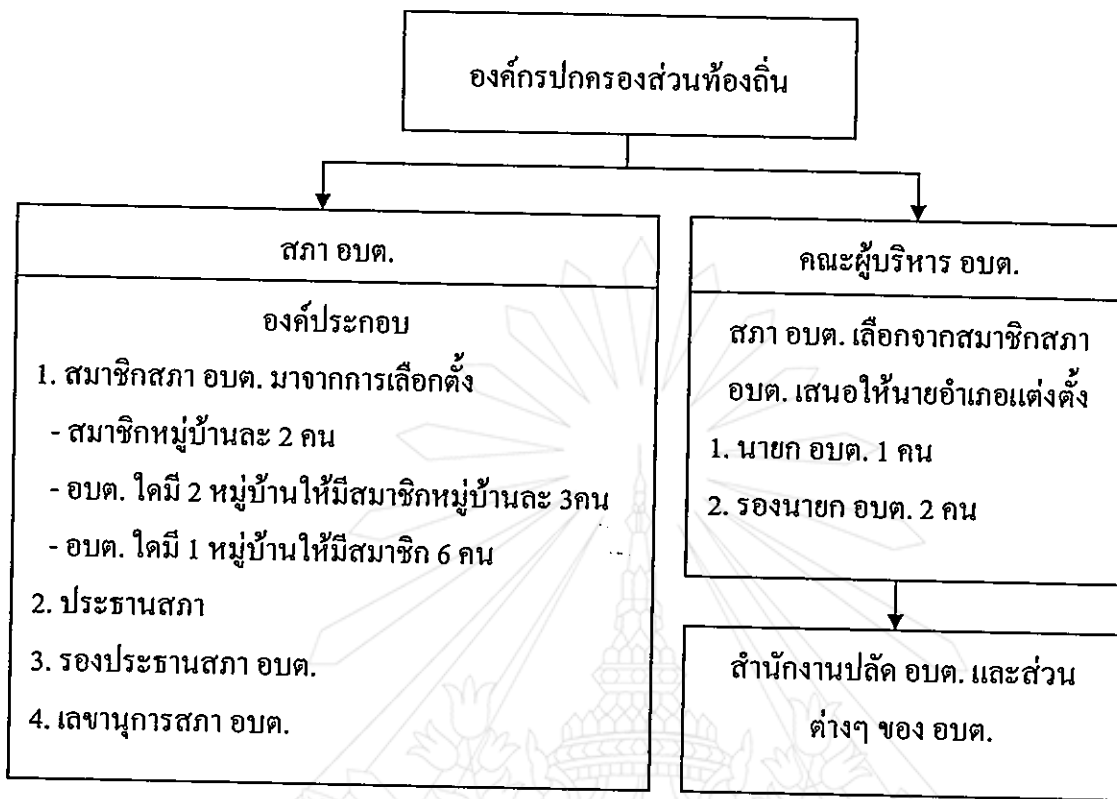 องค์กรปกครองส่วนท้องถิ่น
สภา อบต.
องค์ประกอบ
1. สมาชิกสภา อบต. มาจากการเลือกตั้ง
- สมาชิกหมู่บ้านละ 2 คน
- อบต. ใดมี 2 หมู่บ้านให้มีสมาชิกหมู่บ้านละ 3คน
- อบต. ใดมี 1 หมู่บ้านให้มีสมาชิก 6 คน
2. ประธานสภา
3. รองประธานสภา อบต.
4. เลขานุการสภา อบต.
คณะผู้บริหาร อบต.
สภา อบต. เลือกจากสมาชิกสภา
อบต. เสนอให้นายอำเภอแต่งตั้ง
1. นายก อบต. 1 คน
2. รองนายก อบต. 2 คน
สำนักงานปลัด อบต. และส่วน
ต่างๆ ของ อบต.